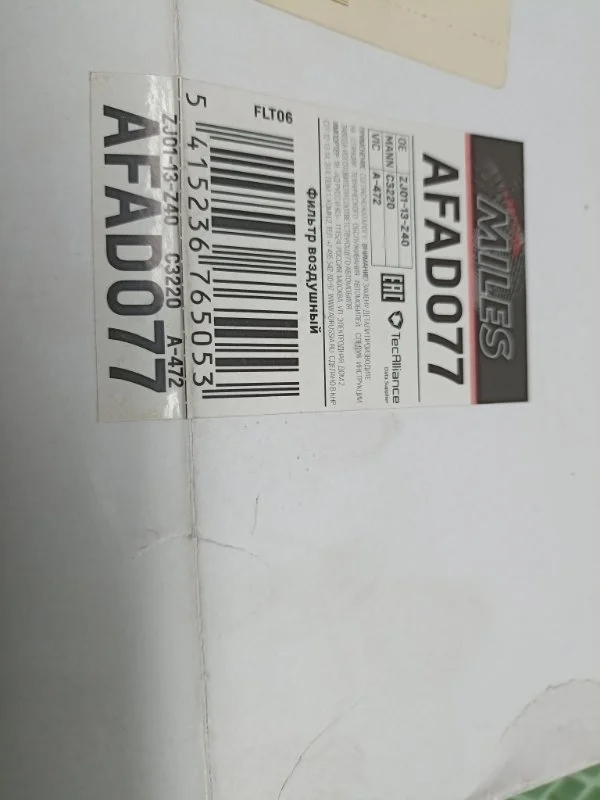 MILES
AFAD077
OE ZJ01-13-Z40
MANN C3220
VIC A-472
EAC
TecAlliance
Data Supplier
Фильтр воздушный
FLT06
5 415236 765053
ZJ01-13-Z40 C3220 A-472
AFAD077